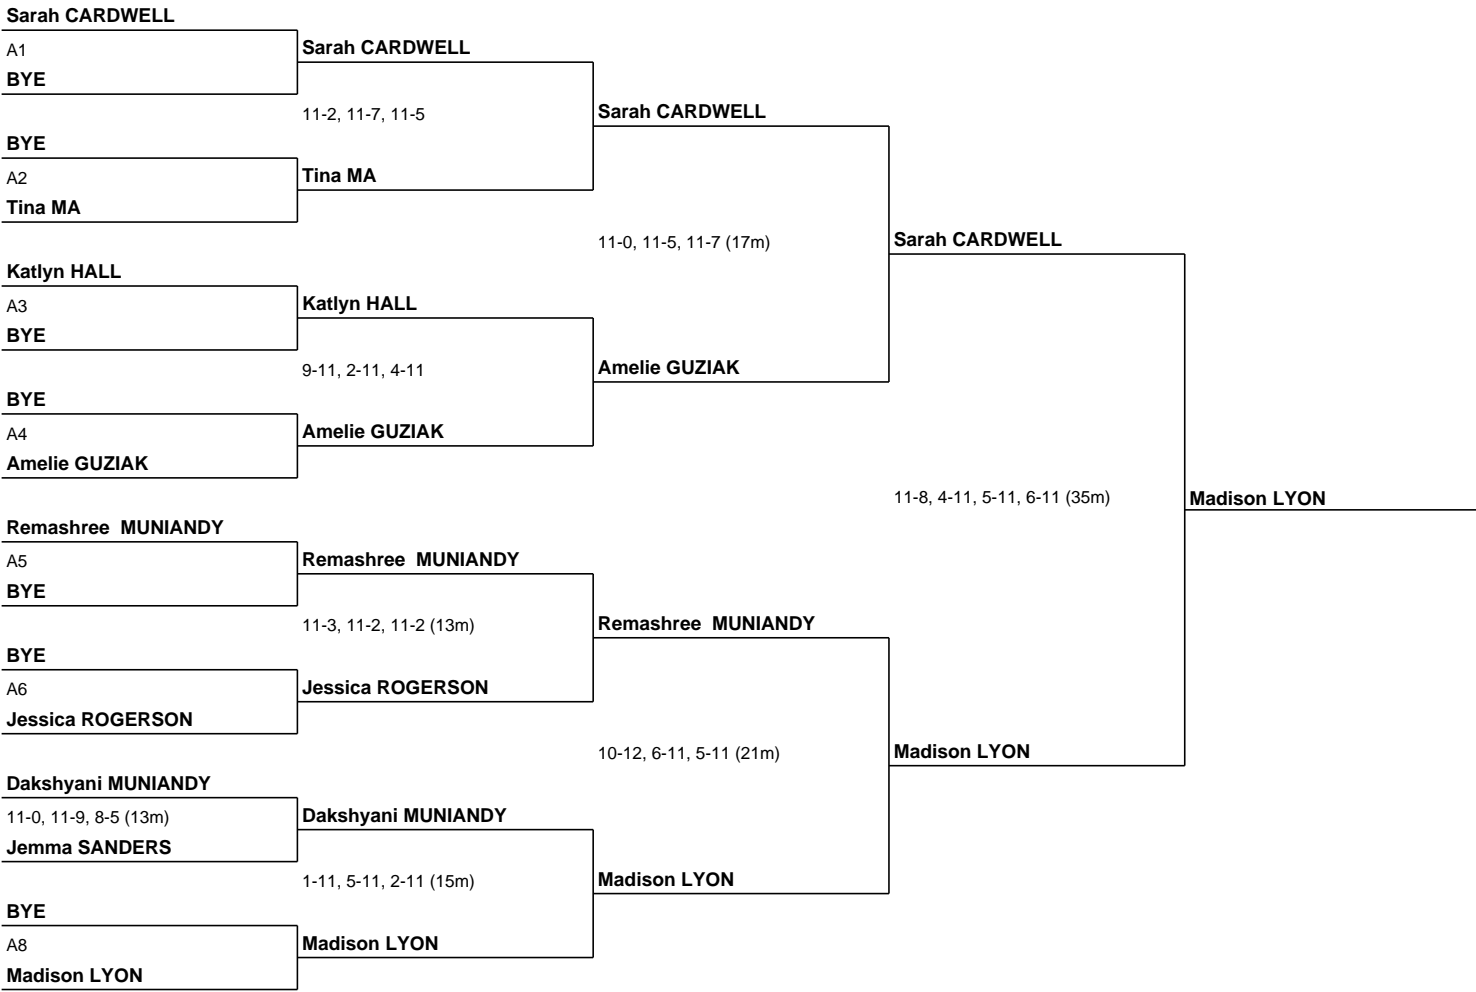 Sarah CARDWELL
A1
BYE
BYE
A2
Tina MA
Katlyn HALL
A3
BYE
BYE
A4
Amelie GUZIAK
Remashree  MUNIANDY
A5
BYE
BYE
A6
Jessica ROGERSON
Dakshyani MUNIANDY
11-0, 11-9, 8-5 (13m)
Jemma SANDERS
BYE
A8
Madison LYON
Sarah CARDWELL
11-2, 11-7, 11-5
Tina MA
Katlyn HALL
9-11, 2-11, 4-11
Amelie GUZIAK
Remashree  MUNIANDY
11-3, 11-2, 11-2 (13m)
Jessica ROGERSON
Dakshyani MUNIANDY
1-11, 5-11, 2-11 (15m)
Madison LYON
Sarah CARDWELL
11-0, 11-5, 11-7 (17m)
Amelie GUZIAK
Remashree  MUNIANDY
10-12, 6-11, 5-11 (21m)
Madison LYON
Sarah CARDWELL
11-8, 4-11, 5-11, 6-11 (35m)
Madison LYON
Madison LYON